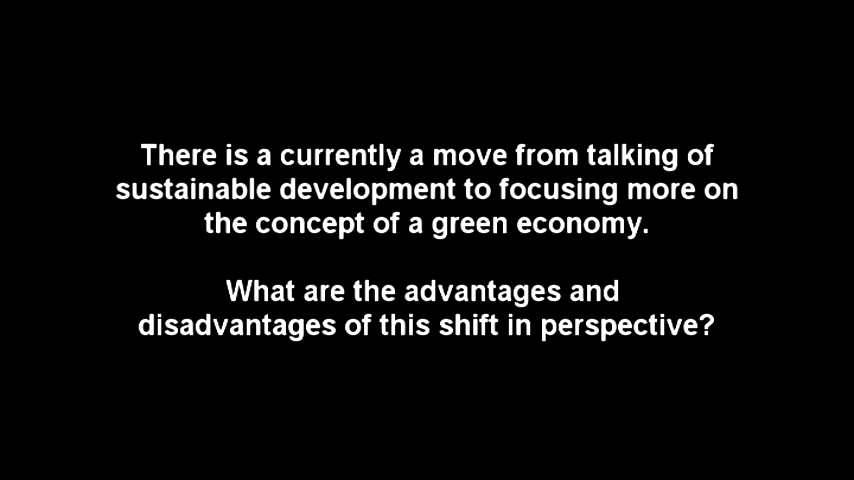 There is a currently a move from talking of
sustainable development to focusing more on
the concept of a green economy.
What are the advantages and
disadvantages of this shift in perspective?